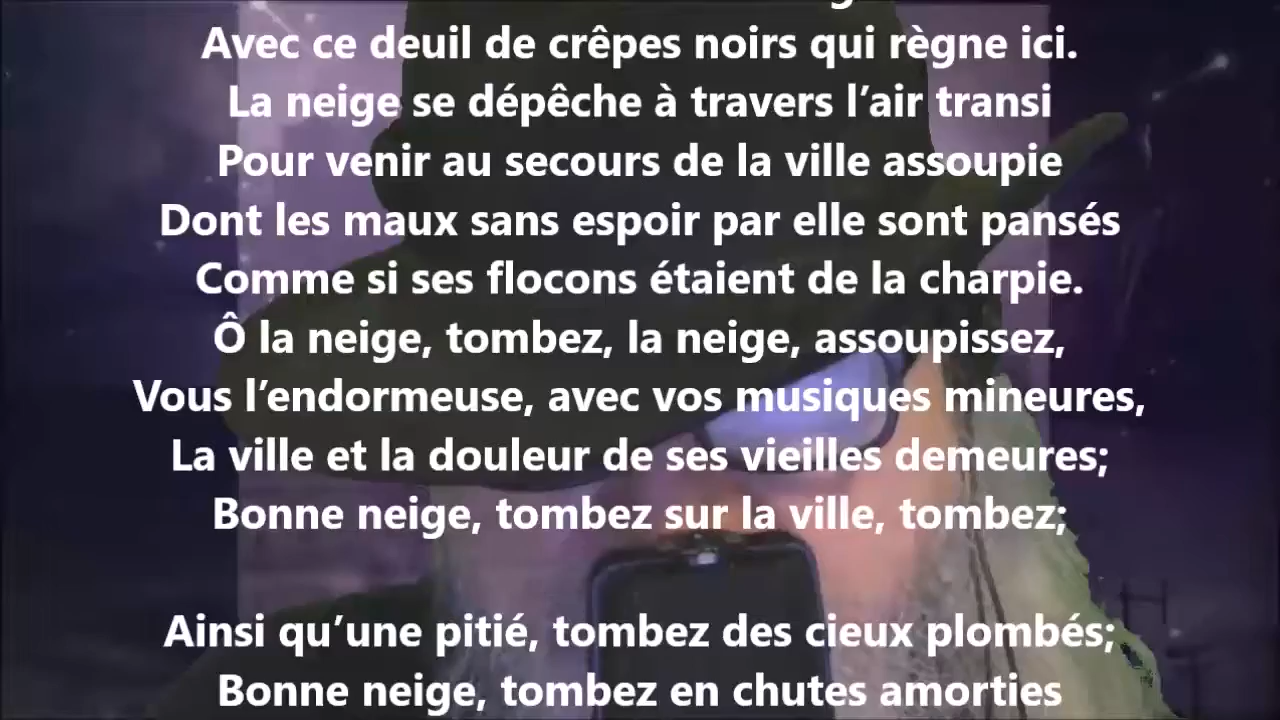 Avec ce deuil de crêpes noirs qui règne ici.
La neige se dépêche à travers l’air transi
Pour venir au secours de la ville assoupie
Dont les maux sans espoir par elle sont pansés
Comme si ses flocons étaient de la charpie.
Ô la neige, tombez, la neige, assoupissez,
Vous l’endormeuse, avec vos musiques mineures,
La ville et la douleur de ses vieilles demeures;
Bonne neige, tombez sur la ville, tombez;
Ainsi qu’une pitié, tombez des cieux plombés;
Bonne neige, tombez en chutes amorties